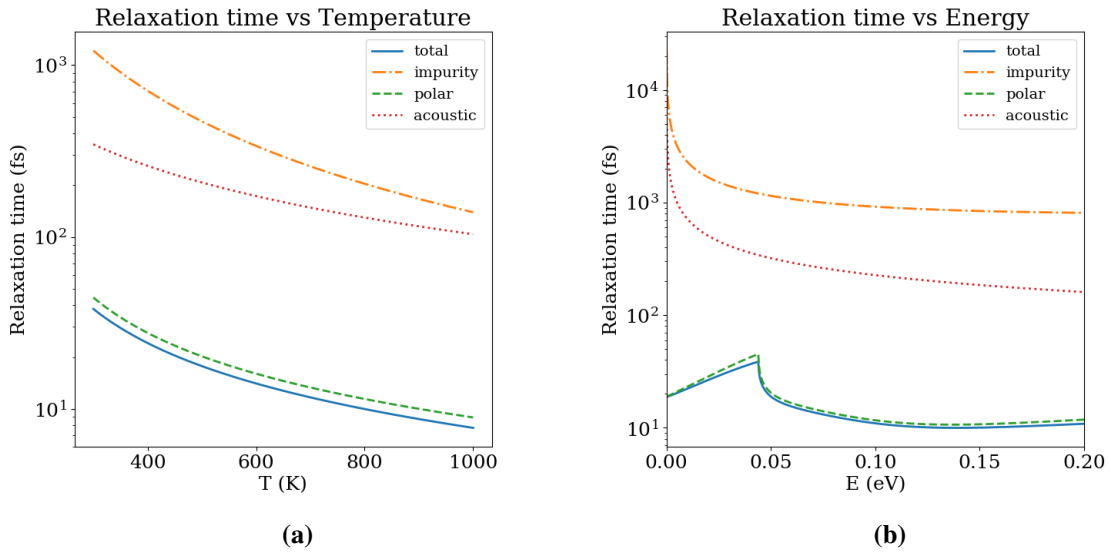 Relaxation time vs Temperature
Relaxation time (fs)
10³
10²
10¹
total
impurity
polar
acoustic
400
600
800
1000
T (K)
(a)
Relaxation time vs Energy
Relaxation time (fs)
10⁴
10³
10²
10¹
total
impurity
polar
acoustic
0.00
0.05
0.10
0.15
0.20
E (eV)
(b)